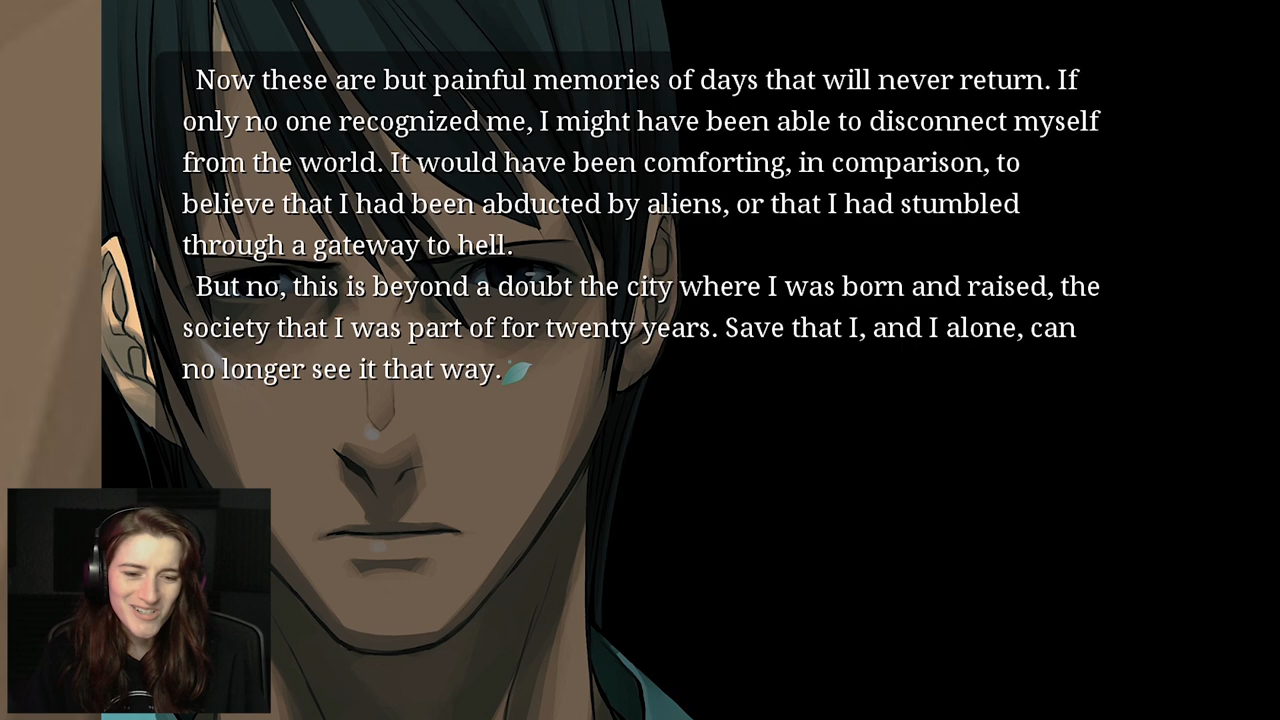 Now these are but painful memories of days that will never return. If
only no one recognized me, I might have been able to disconnect myself
from the world. It would have been comforting, in comparison, to
believe that I had been abducted by aliens, or that I had stumbled
through a gateway to hell.
But no, this is beyond a doubt the city where I was born and raised, the
society that I was part of for twenty years. Save that I, and I alone, can
no longer see it that way.